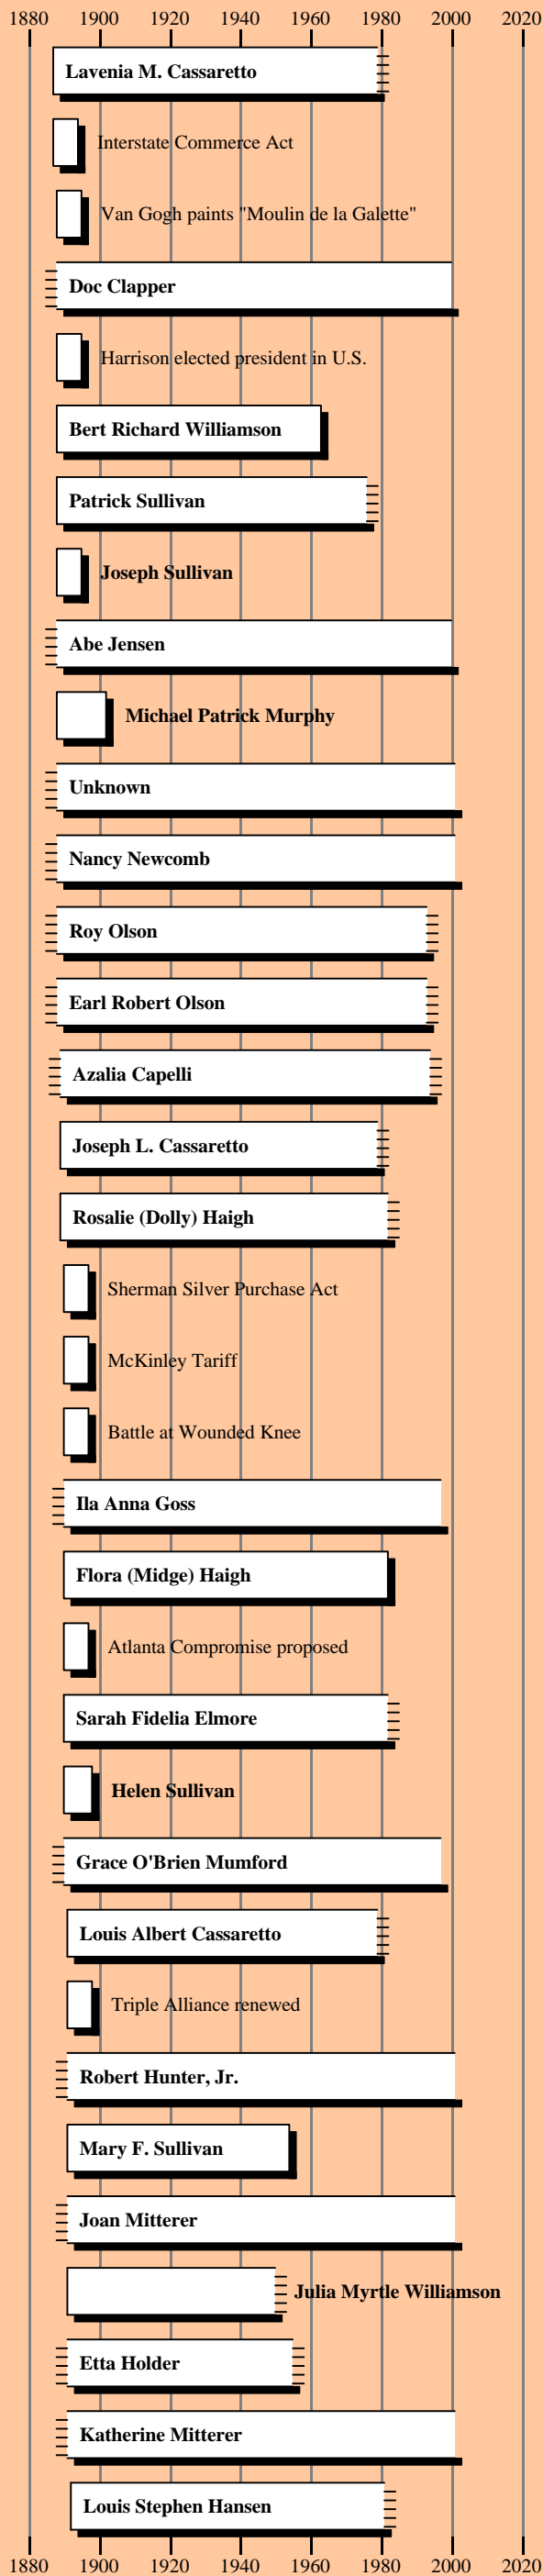 1880 1900 1920 1940 1960 1980 2000 2020
Lavenia M. Cassaretto
Interstate Commerce Act
Van Gogh paints "Moulin de la Galette"
Doc Clapper
Harrison elected president in U.S.
Bert Richard Williamson
Patrick Sullivan
Joseph Sullivan
Abe Jensen
Michael Patrick Murphy
Unknown
Nancy Newcomb
Roy Olson
Earl Robert Olson
Azalia Capelli
Joseph L. Cassaretto
Rosalie (Dolly) Haigh
Sherman Silver Purchase Act
McKinley Tariff
Battle at Wounded Knee
Ila Anna Goss
Flora (Midge) Haigh
Atlanta Compromise proposed
Sarah Fidelia Elmore
Helen Sullivan
Grace O'Brien Mumford
Louis Albert Cassaretto
Triple Alliance renewed
Robert Hunter, Jr.
Mary F. Sullivan
Joan Mitterer
Julia Myrtle Williamson
Etta Holder
Katherine Mitterer
Louis Stephen Hansen
1880 1900 1920 1940 1960 1980 2000 2020